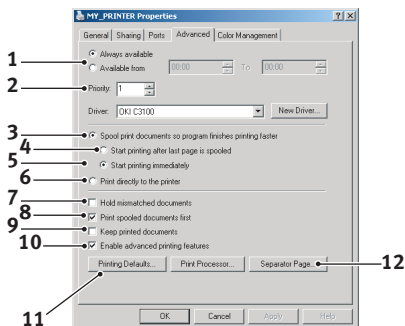 MY_PRINTER Properties
General Sharing Ports Advanced Color Management
1
Always available
Available from 00:00 To 00:00
2 Priority: 1
Driver: OKI C3100 New Driver...
3 Spool print documents so program finishes printing faster
4 Start printing after last page is spooled
5 Start printing immediately
6 Print directly to the printer
7 Hold mismatched documents
8 Print spooled documents first
9 Keep printed documents
10 Enable advanced printing features
Printing Defaults... Print Processor... Separator Page... 12
11
OK Cancel Apply Help